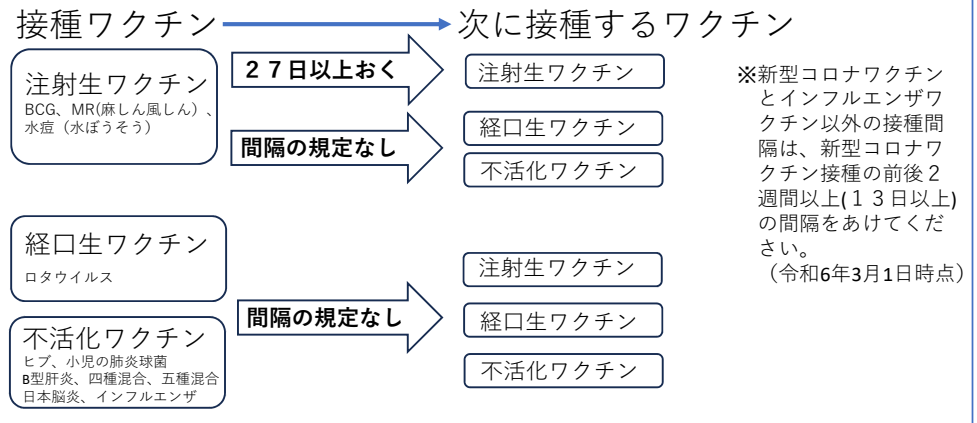 接種ワクチン
次に接種するワクチン
注射生ワクチン
BCG、MR(麻しん風しん）、
水痘（水ぼうそう）
２７日以上おく
間隔の規定なし
注射生ワクチン
経口生ワクチン
不活化ワクチン
※新型コロナワクチン
とインフルエンザワ
クチン以外の接種間
隔は、新型コロナワ
クチン接種の前後２
週間以上(１３日以上)
の間隔をあけてくだ
さい。
（令和6年3月1日時点）
経口生ワクチン
ロタウイルス
不活化ワクチン
ヒブ、小児の肺炎球菌
B型肝炎、四種混合、五種混合
日本脳炎、インフルエンザ
間隔の規定なし
注射生ワクチン
経口生ワクチン
不活化ワクチン